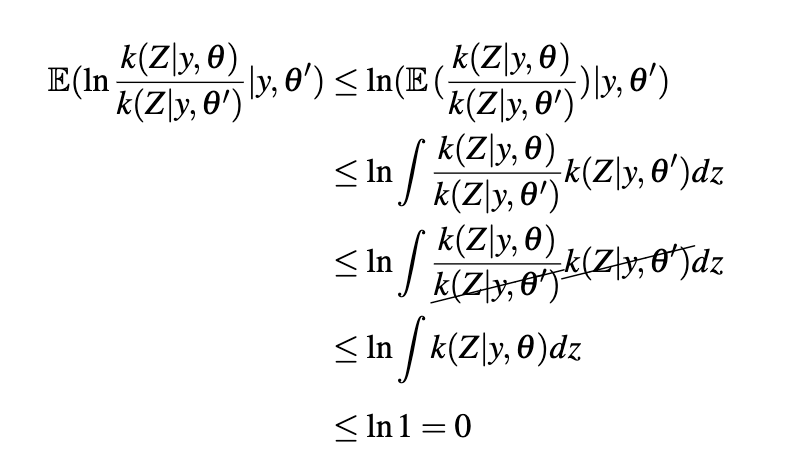 𝔼(ln k(Z|y, θ)/k(Z|y, θ′) |y, θ′) ≤ ln(𝔼 (k(Z|y, θ)/k(Z|y, θ′))|y, θ′)
≤ ln ∫ k(Z|y, θ)/k(Z|y, θ′) k(Z|y, θ′)dz
≤ ln ∫ k(Z|y, θ)/k(Z|y, θ′) k(Z|y, θ′)dz
≤ ln ∫ k(Z|y, θ)dz
≤ ln 1 = 0